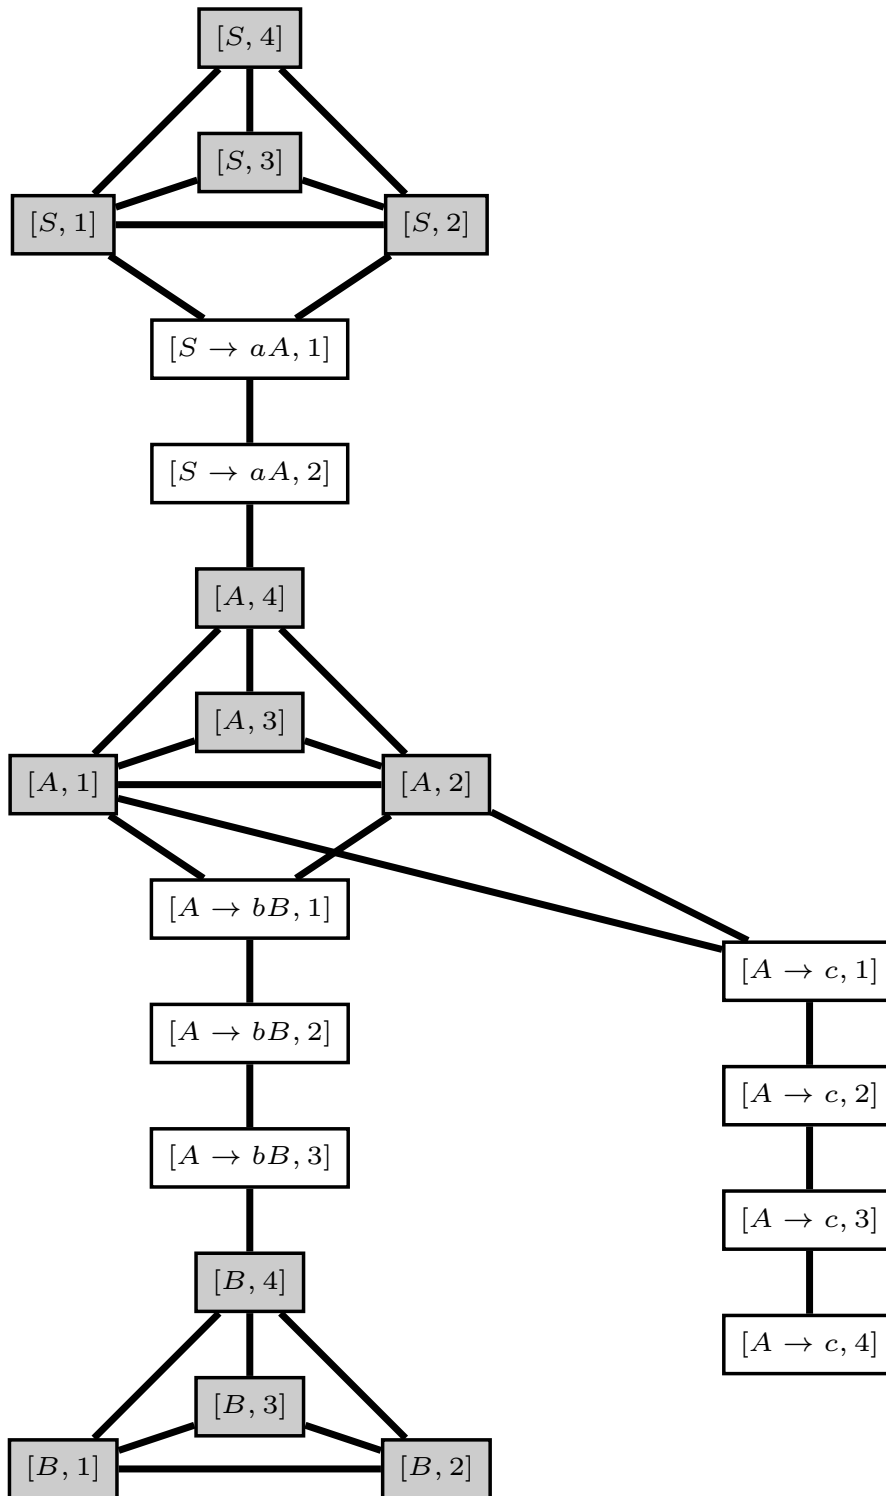 [S, 4]
[S, 3]
[S, 1]
[S, 2]
[S → aA, 1]
[S → aA, 2]
[A, 4]
[A, 3]
[A, 1]
[A, 2]
[A → bB, 1]
[A → c, 1]
[A → bB, 2]
[A → c, 2]
[A → bB, 3]
[A → c, 3]
[B, 4]
[A → c, 4]
[B, 3]
[B, 1]
[B, 2]